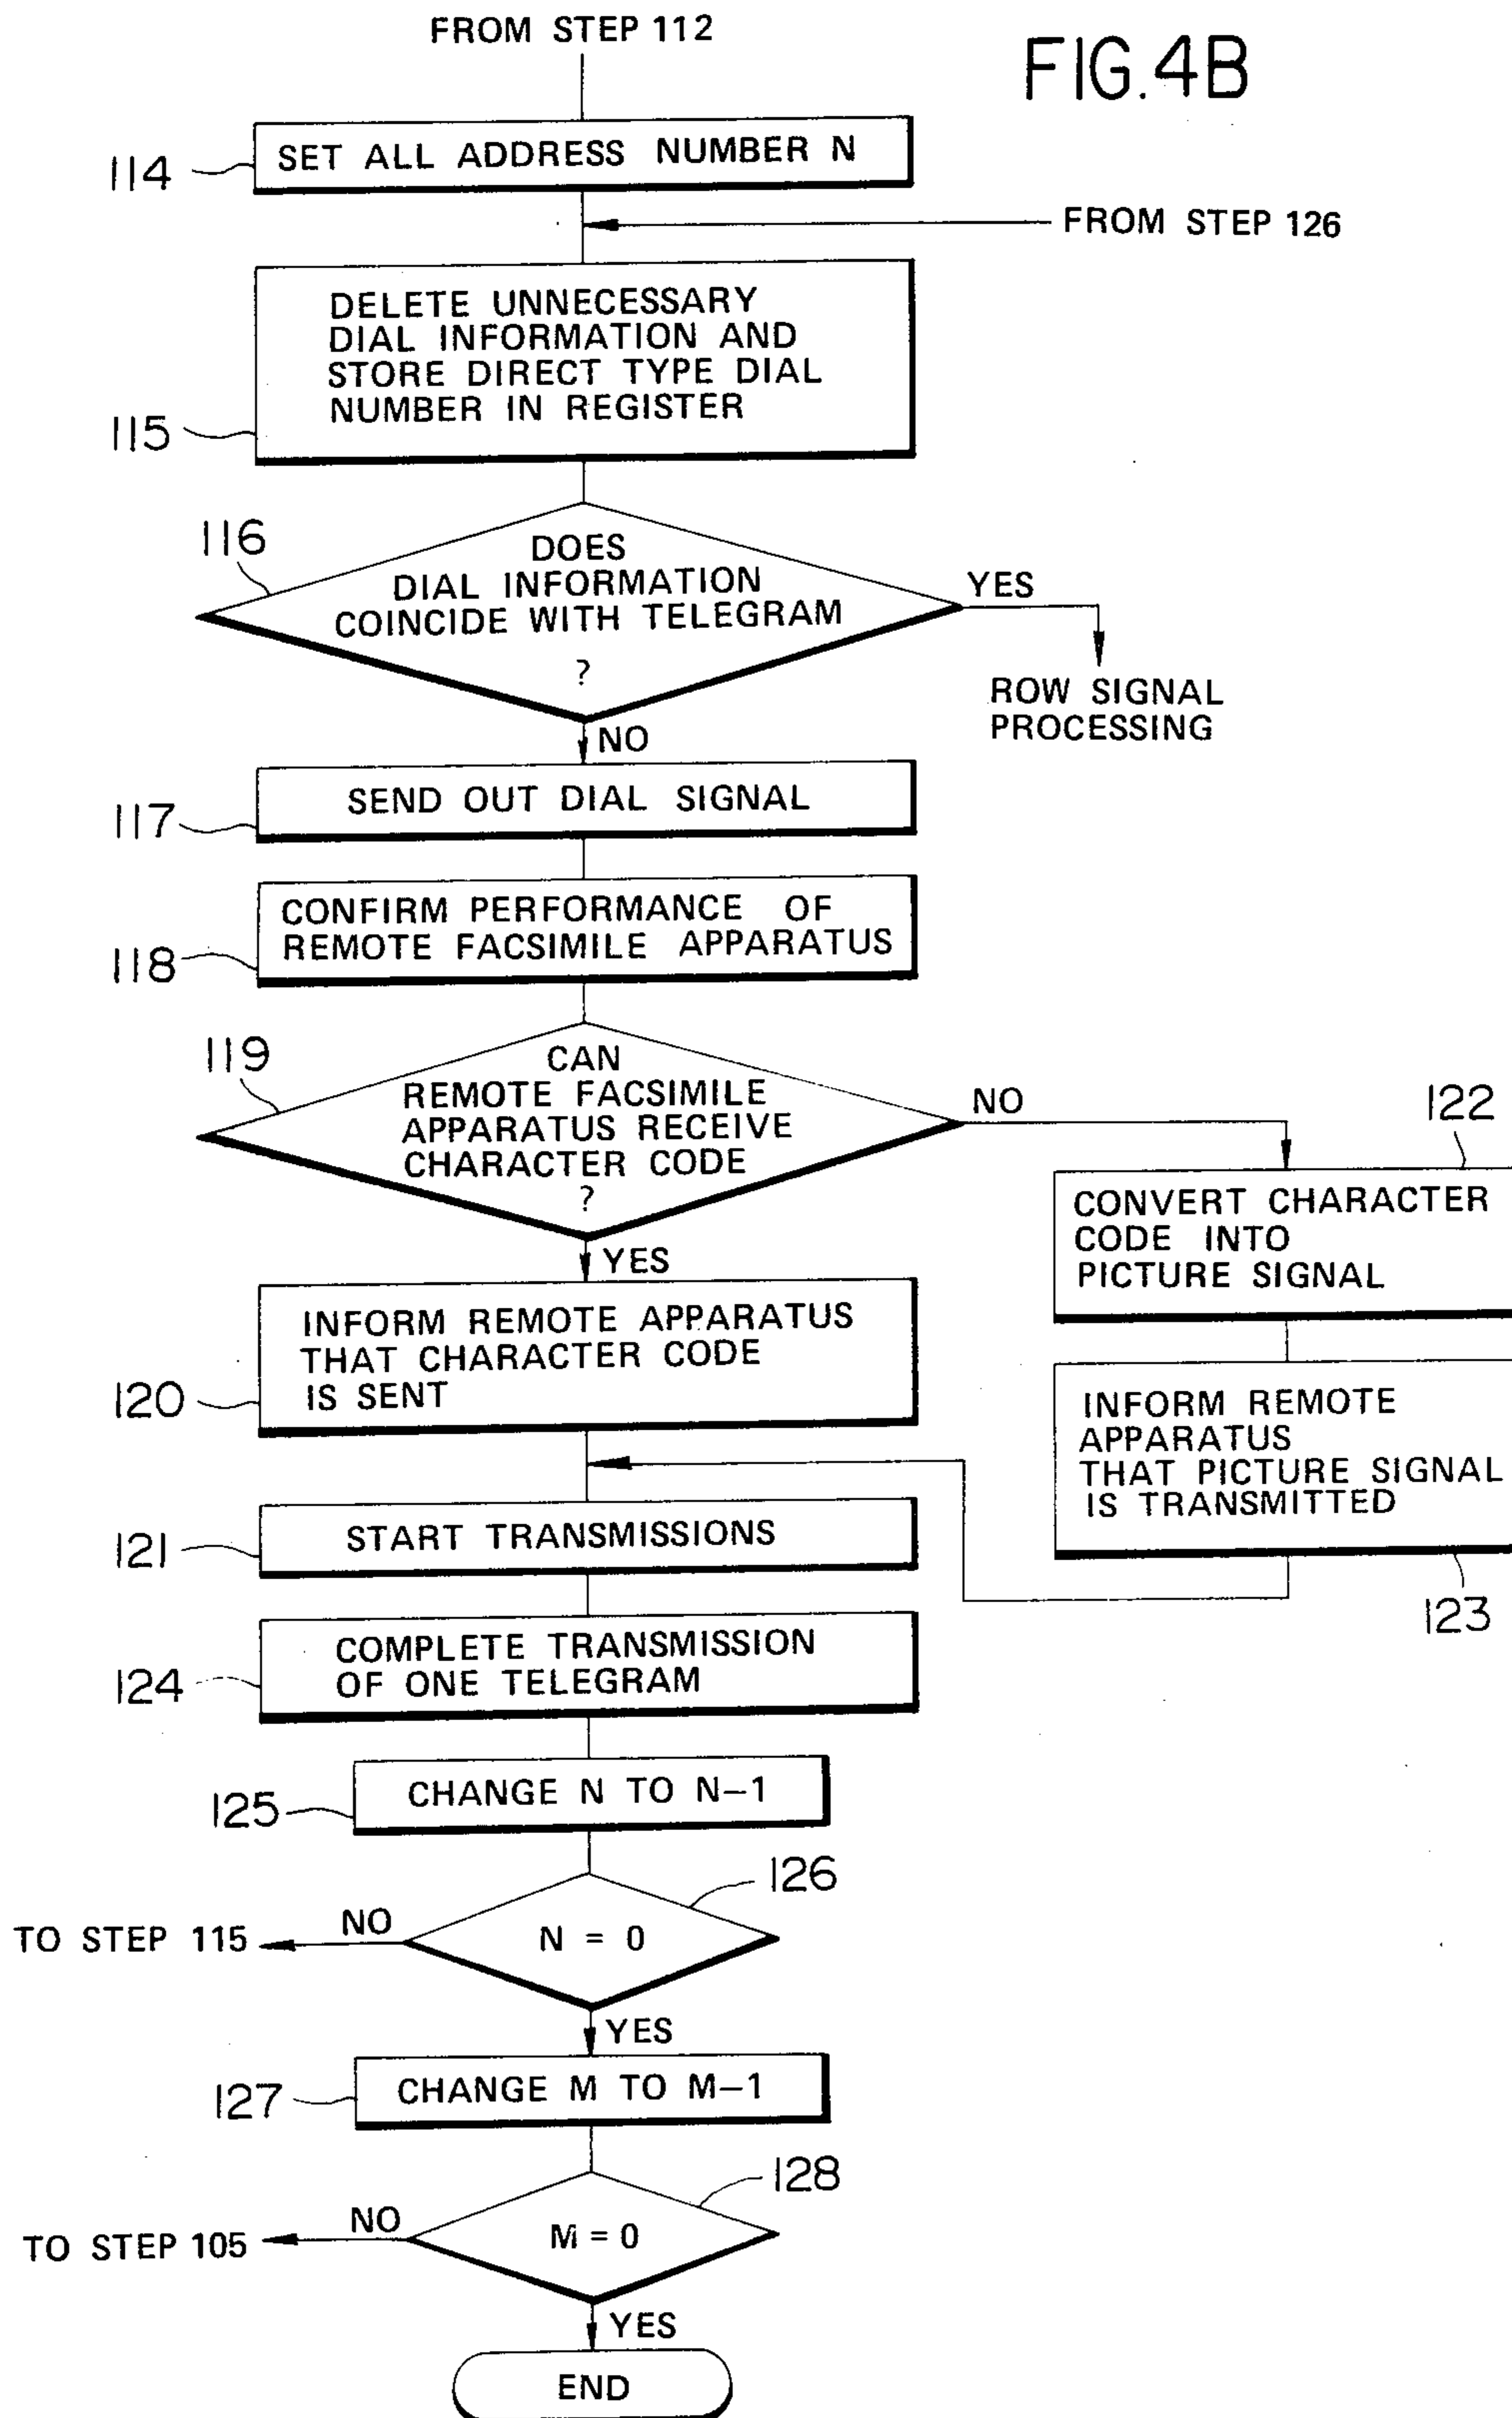 FROM STEP 112
FIG.4B
114
SET ALL ADDRESS NUMBER N
FROM STEP 126
DELETE UNNECESSARY
DIAL INFORMATION AND
STORE DIRECT TYPE DIAL
NUMBER IN REGISTER
115
116
DOES
DIAL INFORMATION
COINCIDE WITH TELEGRAM
?
YES
ROW SIGNAL
PROCESSING
NO
117
SEND OUT DIAL SIGNAL
118
CONFIRM PERFORMANCE OF
REMOTE FACSIMILE APPARATUS
119
CAN
REMOTE FACSIMILE
APPARATUS RECEIVE
CHARACTER CODE
?
NO
122
CONVERT CHARACTER
CODE INTO
PICTURE SIGNAL
YES
120
INFORM REMOTE APPARATUS
THAT CHARACTER CODE
IS SENT
INFORM REMOTE
APPARATUS
THAT PICTURE SIGNAL
IS TRANSMITTED
123
121
START TRANSMISSIONS
124
COMPLETE TRANSMISSION
OF ONE TELEGRAM
125
CHANGE N TO N–1
126
N = 0
NO
TO STEP 115
YES
127
CHANGE M TO M–1
128
M = 0
NO
TO STEP 105
YES
END